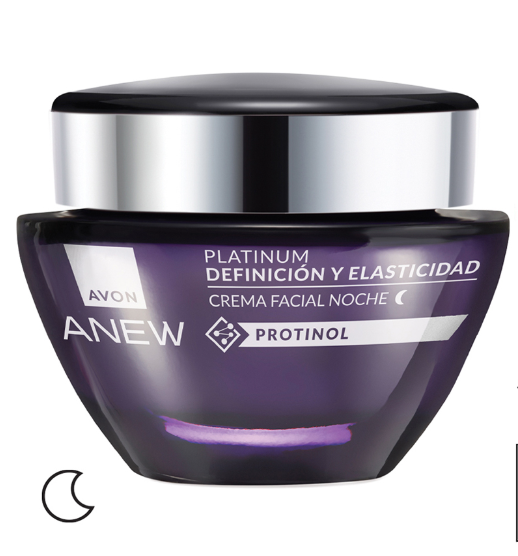 AVON
ANEW
PLATINUM
DEFINICIÓN Y ELASTICIDAD
CREMA FACIAL NOCHE
PROTINOL